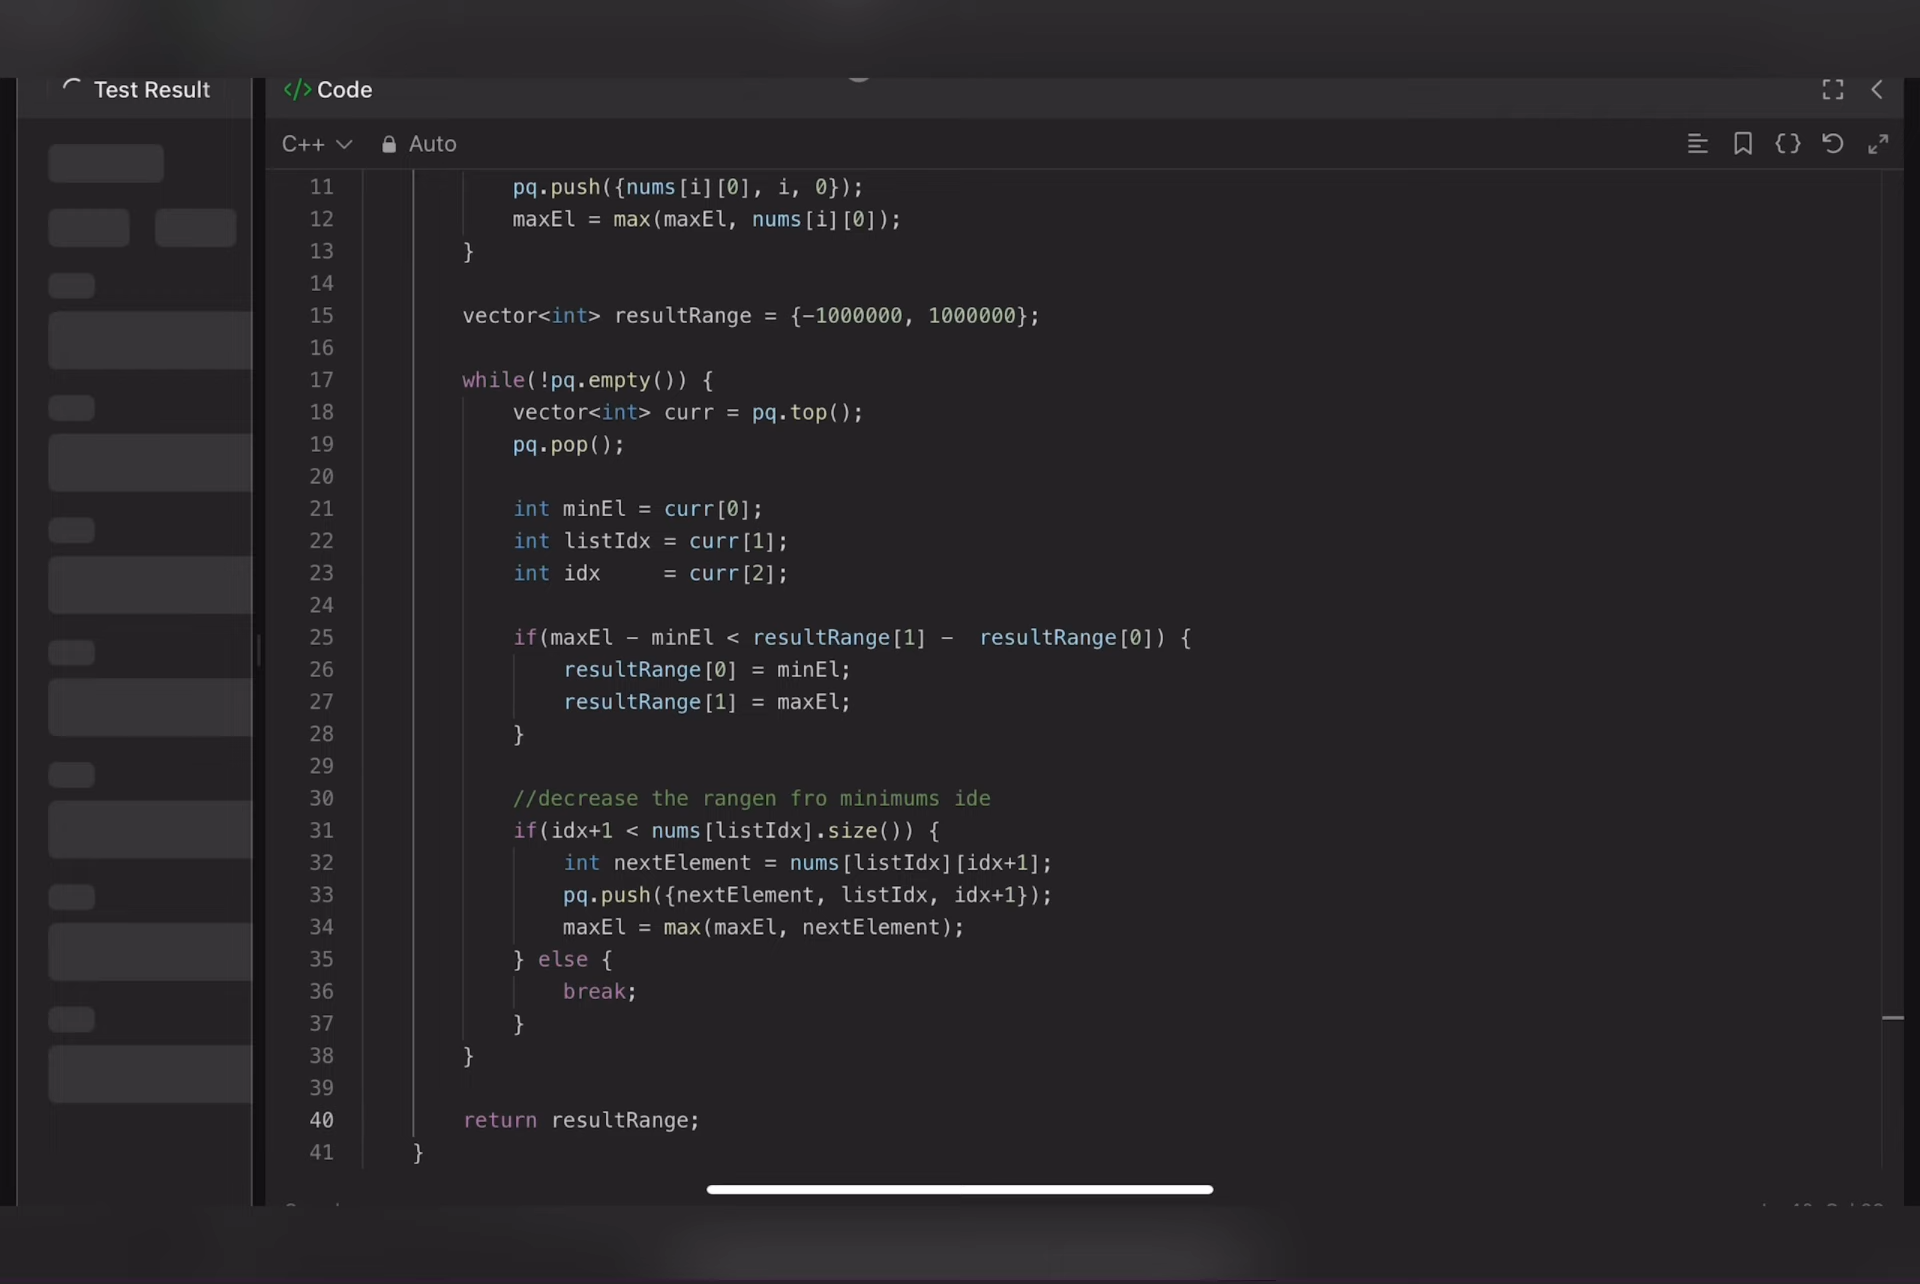 Test Result
</> Code
C++ Auto
11 pq.push({nums[i][0], i, 0});
12 maxEl = max(maxEl, nums[i][0]);
13 }
14
15 vector<int> resultRange = {-1000000, 1000000};
16
17 while(!pq.empty()) {
18 vector<int> curr = pq.top();
19 pq.pop();
20
21 int minEl = curr[0];
22 int listIdx = curr[1];
23 int idx     = curr[2];
24
25 if(maxEl - minEl < resultRange[1] -  resultRange[0]) {
26 resultRange[0] = minEl;
27 resultRange[1] = maxEl;
28 }
29
30 //decrease the rangen fro minimums ide
31 if(idx+1 < nums[listIdx].size()) {
32 int nextElement = nums[listIdx][idx+1];
33 pq.push({nextElement, listIdx, idx+1});
34 maxEl = max(maxEl, nextElement);
35 } else {
36 break;
37 }
38 }
39
40 return resultRange;
41 }